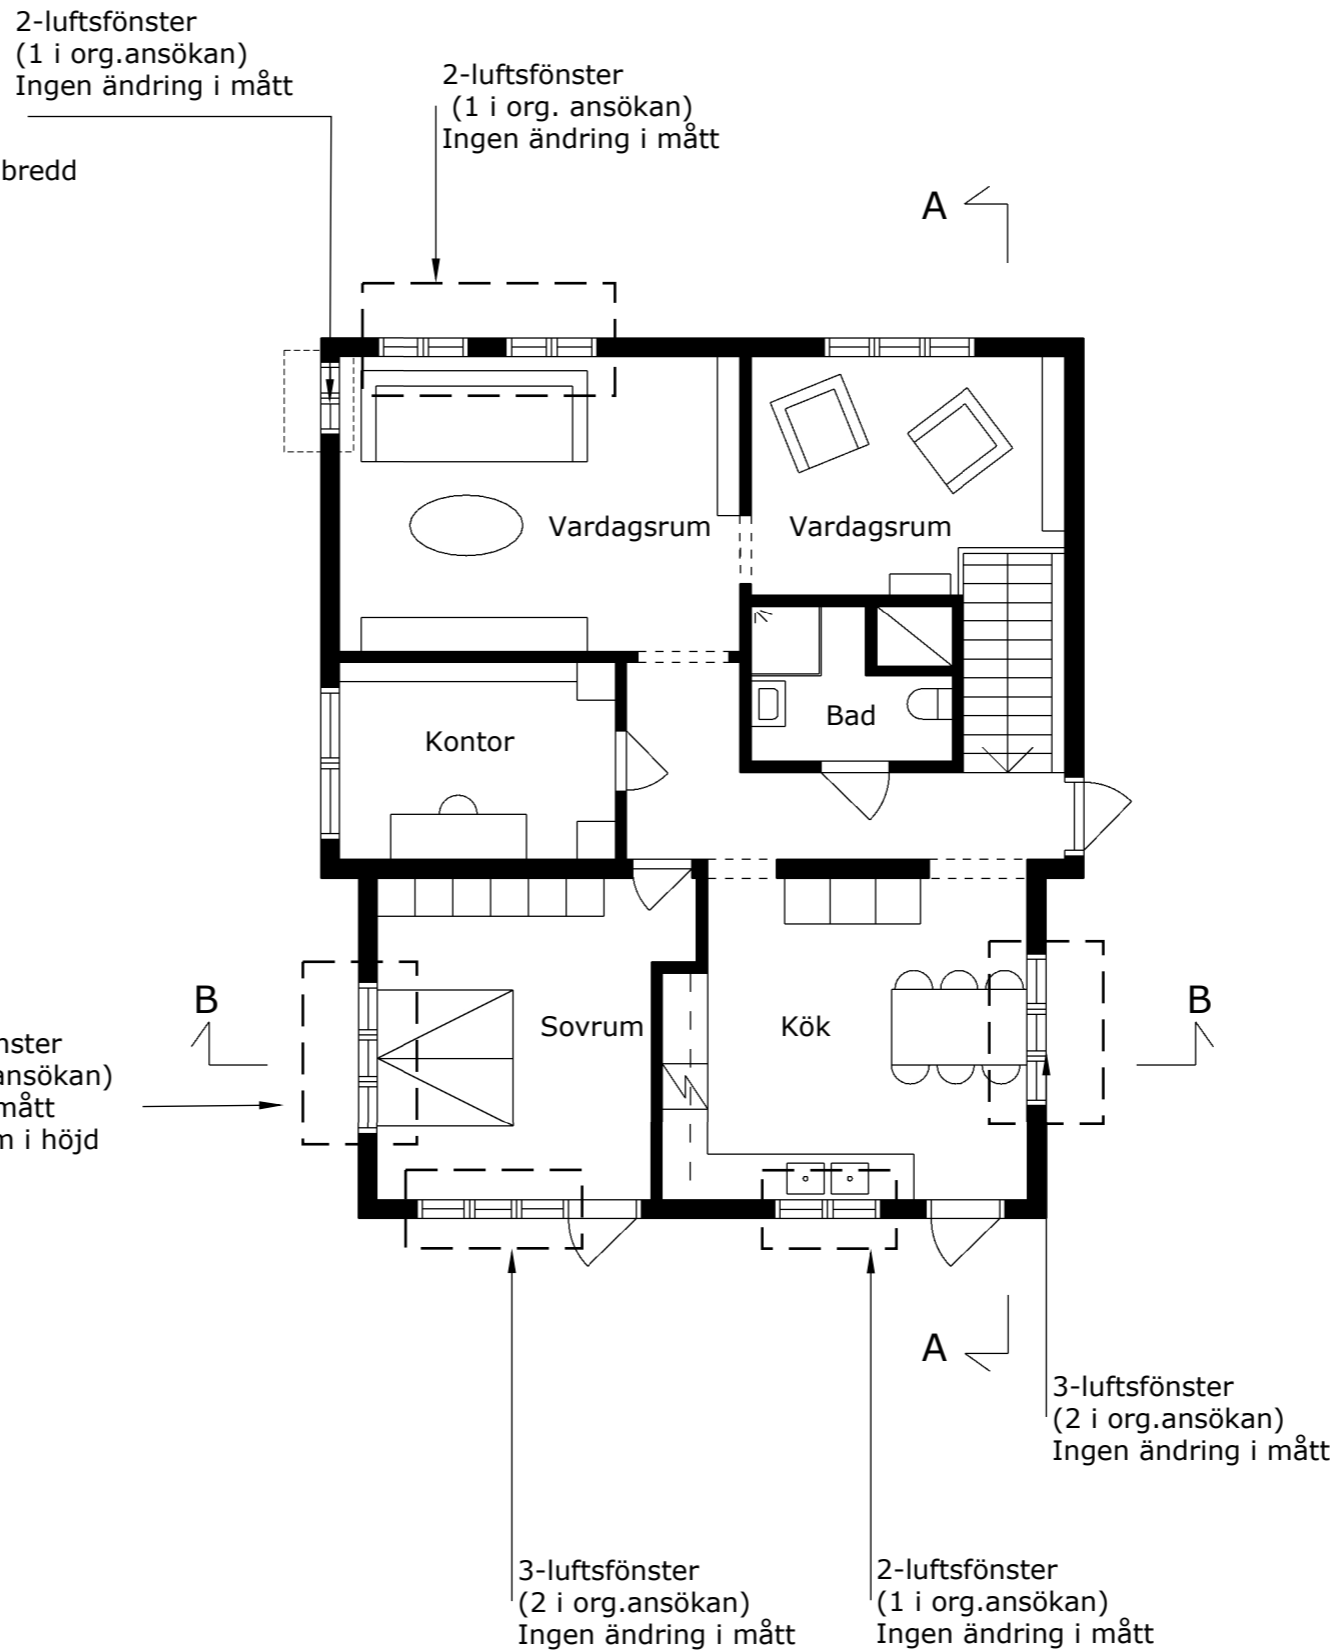 2-luftsfönster
(1 i org.ansökan)
Ingen ändring i mått
bredd
2-luftsfönster
(1 i org. ansökan)
Ingen ändring i mått
A
Vardagsrum
Vardagsrum
Kontor
Bad
B
Sovrum
Kök
B
nster
ansökan)
mått
m i höjd
A
3-luftsfönster
(2 i org.ansökan)
Ingen ändring i mått
3-luftsfönster
(2 i org.ansökan)
Ingen ändring i mått
2-luftsfönster
(1 i org.ansökan)
Ingen ändring i mått